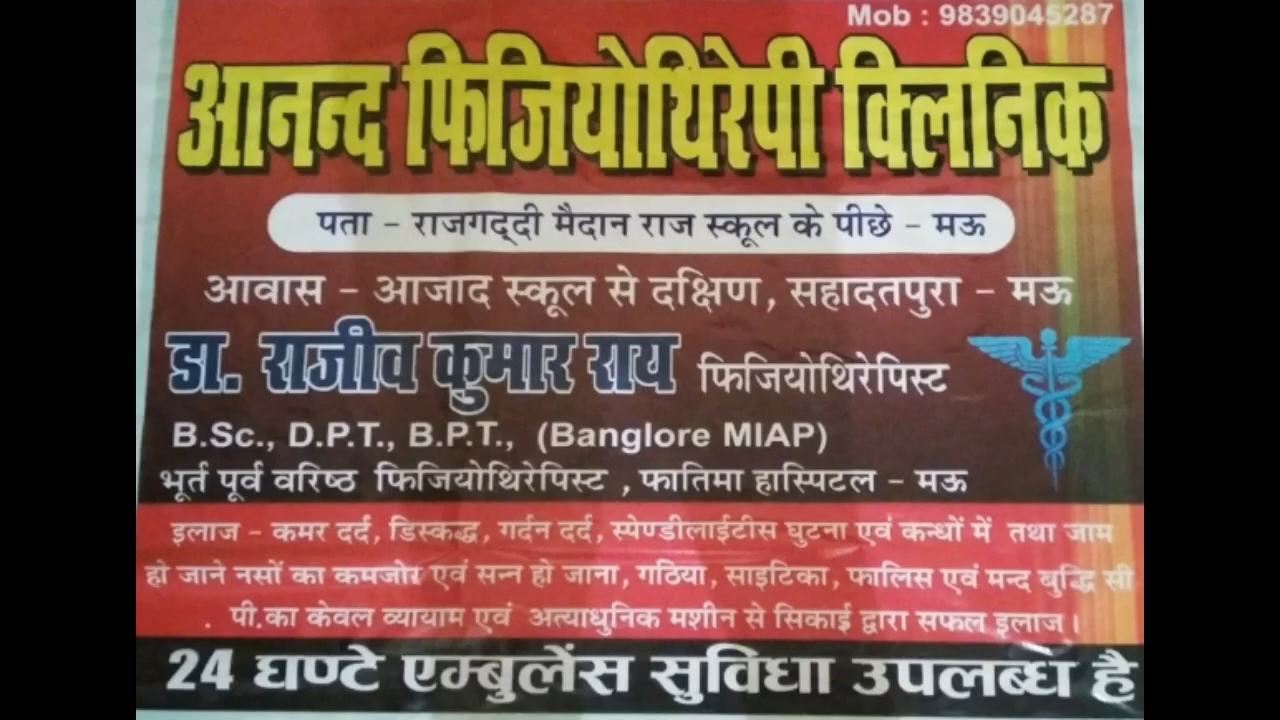 Mob : 9839045287
आनन्द फिजियोथिरेपी क्लिनिक
पता - राजगद्दी मैदान राज स्कूल के पीछे - मऊ
आवास - आजाद स्कूल से दक्षिण, सहादतपुरा - मऊ
डा. राजीव कुमार राय फिजियोथिरेपिस्ट
B.Sc., D.P.T., B.P.T., (Banglore MIAP)
भूर्त पूर्व वरिष्ठ फिजियोथिरेपिस्ट , फातिमा हास्पिटल - मऊ
इलाज - कमर दर्द, डिस्कद्ध, गर्दन दर्द, स्पेण्डीलाईटीस घुटना एवं कन्धों में तथा जाम
हो जाने नसों का कमजोर एवं सन्न हो जाना, गठिया, साइटिका, फालिस एवं मन्द बुद्धि सी
पी.का केवल व्यायाम एवं अत्याधुनिक मशीन से सिकाई द्वारा सफल इलाज।
24 घण्टे एम्बुलेंस सुविधा उपलब्ध है